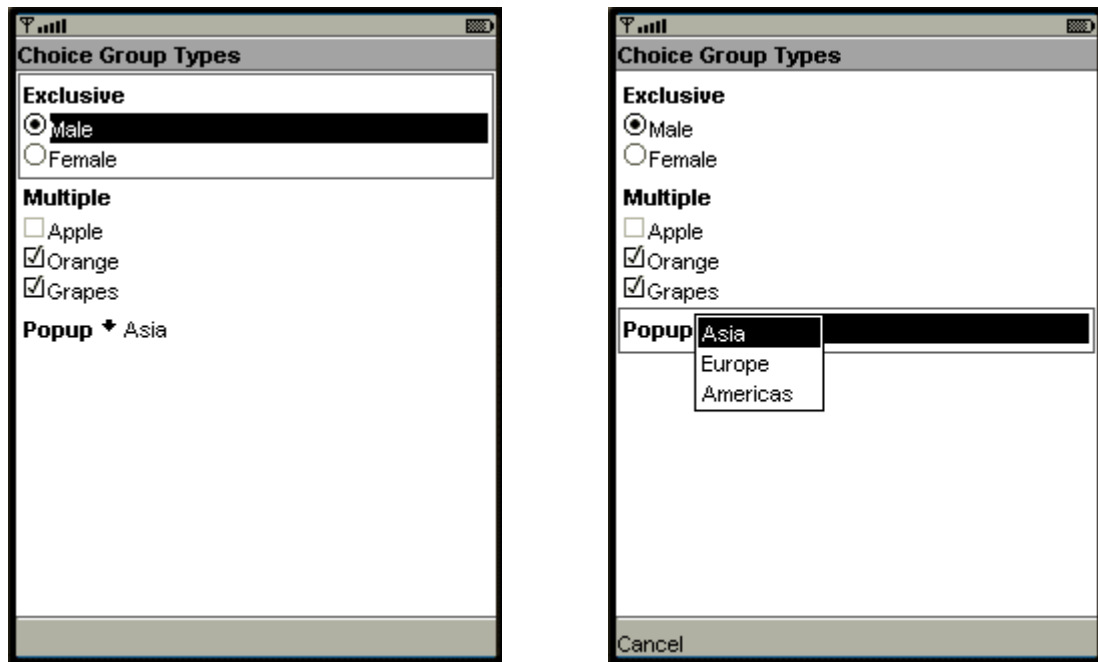 Choice Group Types
Exclusive
Male
Female
Multiple
Apple
Orange
Grapes
Popup Asia
Choice Group Types
Exclusive
Male
Female
Multiple
Apple
Orange
Grapes
Popup Asia
Europe
Americas
Cancel